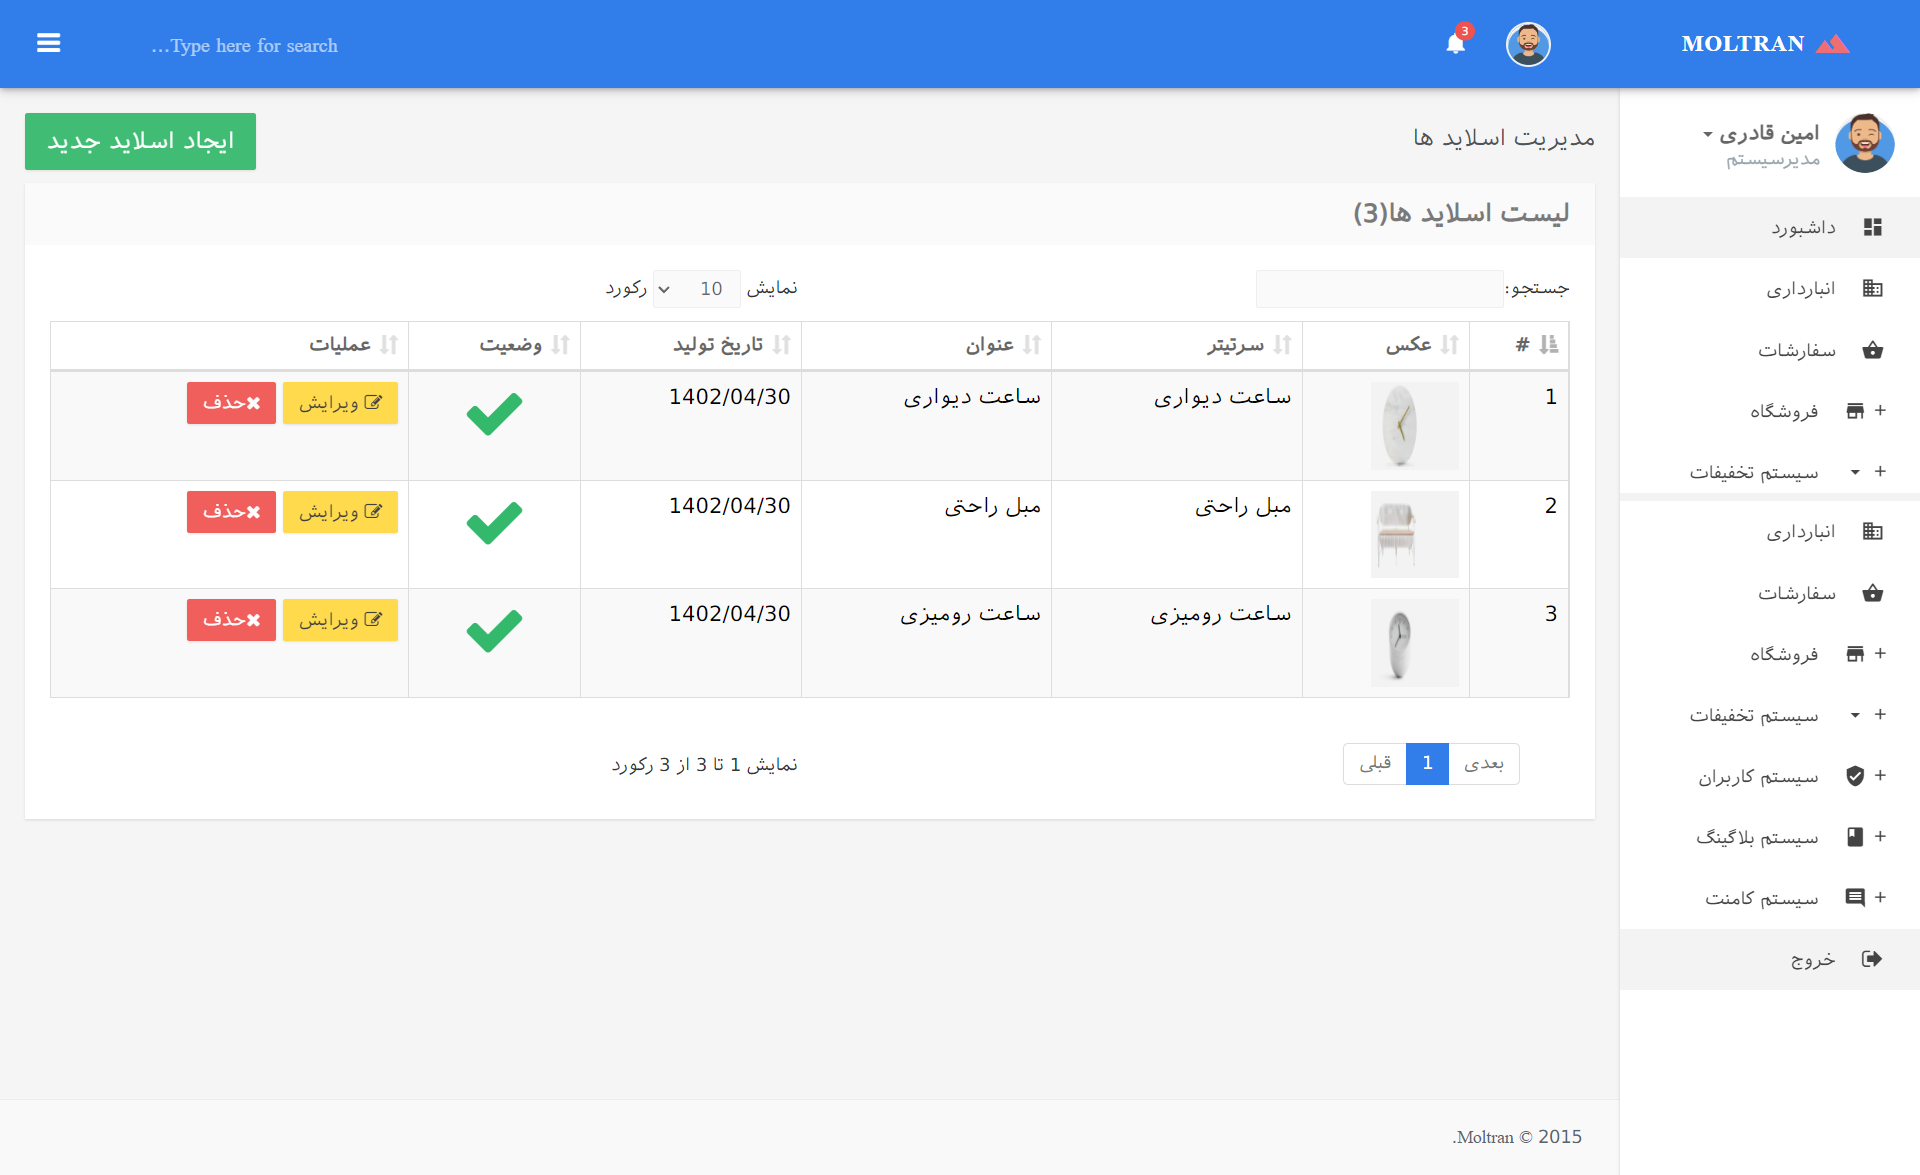 MOLTRAN
3
Type here for search...
امین قادری
مدیرسیستم
داشبورد
انبارداری
سفارشات
+ فروشگاه
+ سیستم تخفیفات
انبارداری
سفارشات
+ فروشگاه
+ سیستم تخفیفات
+ سیستم کاربران
+ سیستم بلاگینگ
+ سیستم کامنت
خروج
مدیریت اسلاید ها
ایجاد اسلاید جدید
لیست اسلاید ها(3)
جستجو:
نمایش 10 رکورد
# عکس سرتیتر عنوان تاریخ تولید وضعیت عملیات
1 ساعت دیواری ساعت دیواری 1402/04/30 ویرایش حذف
2 مبل راحتی مبل راحتی 1402/04/30 ویرایش حذف
3 ساعت رومیزی ساعت رومیزی 1402/04/30 ویرایش حذف
بعدی 1 قبلی
نمایش 1 تا 3 از 3 رکورد
2015 © Moltran.